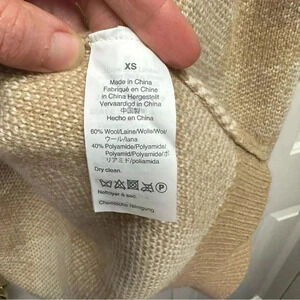 XS
Made in China
Fabriqué en Chine
in China Hergestellt
Vervaardigd in China
中国製
Hecho en China
60% Wool/Laine/Wolle/Wol/
ウール/lana
40% Polyamide/Polyamide/
Polyamid/Polyamide/ポ
リアミド/poliamida
Dry clean.
P
Nettoyer à sec.
Chemische Reinigung